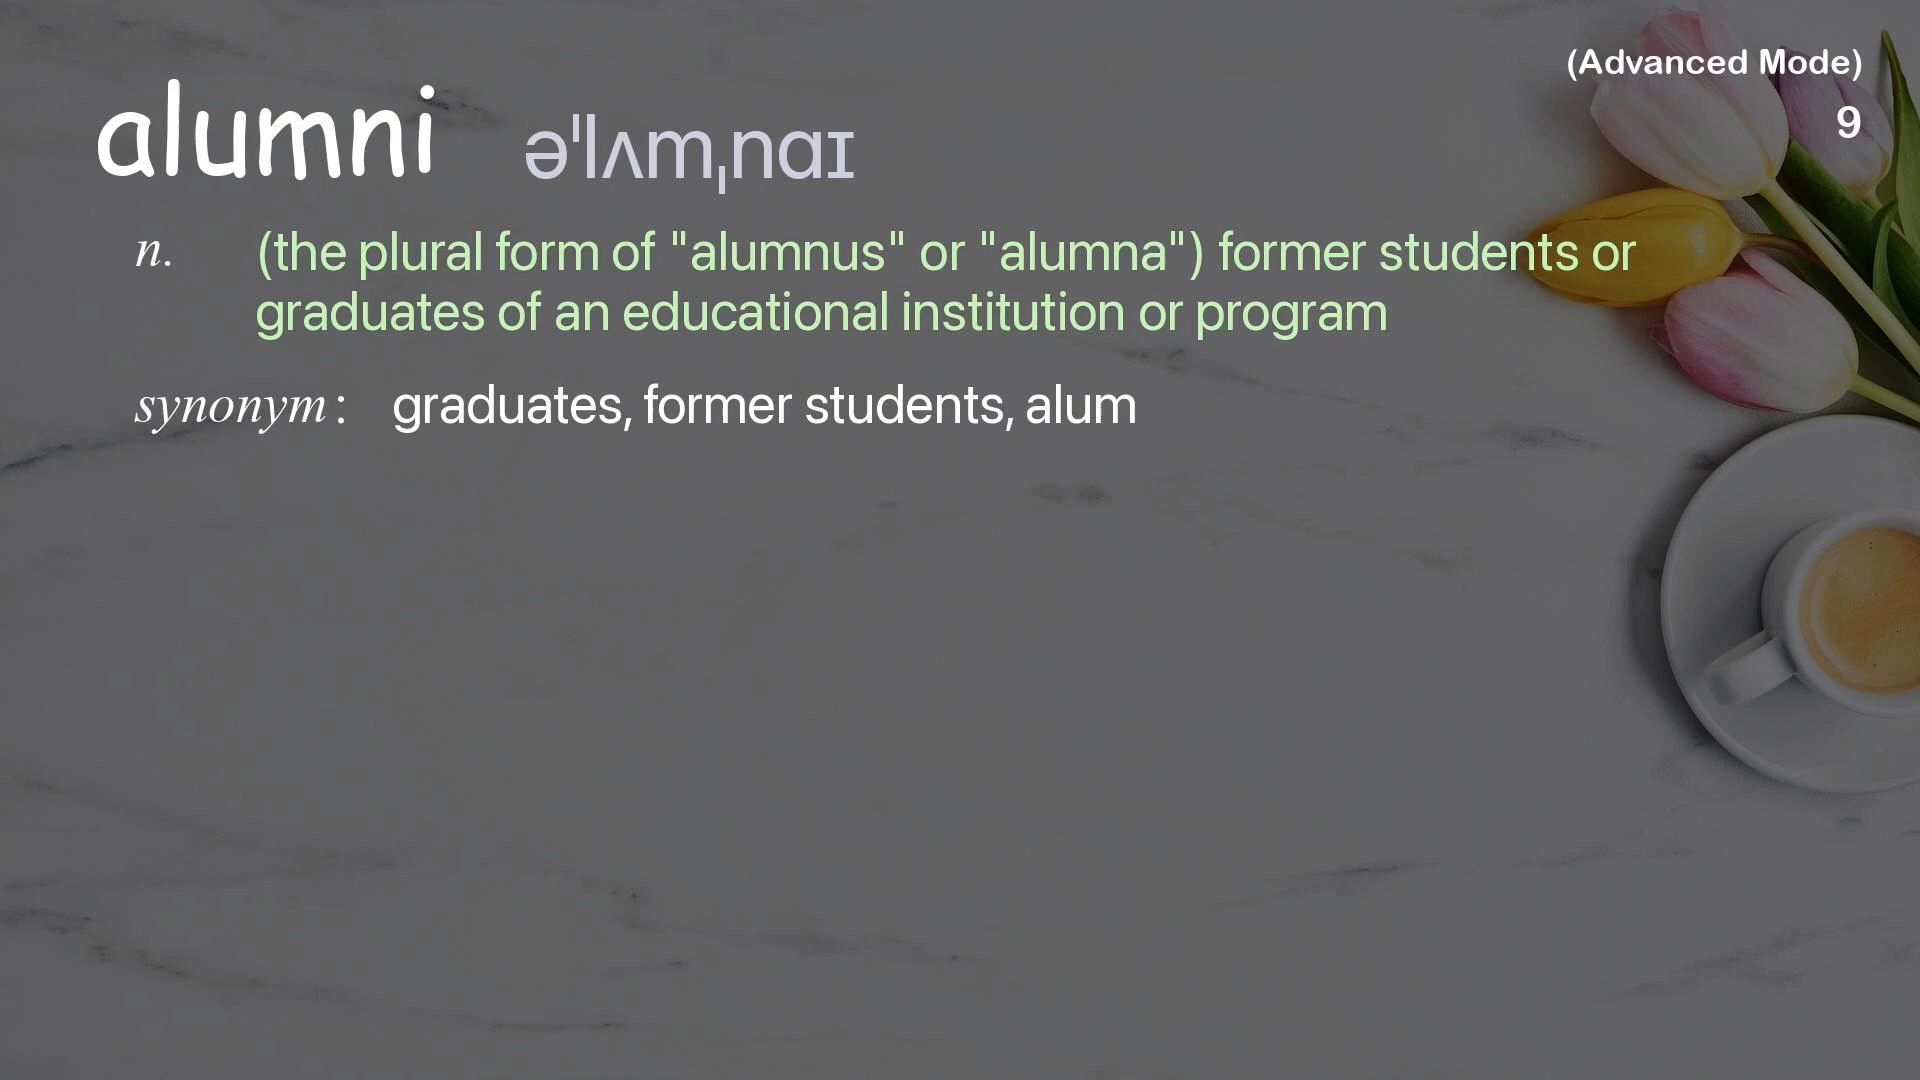 (Advanced Mode)
9
alumni əˈlʌmˌnɑɪ
n. (the plural form of "alumnus" or "alumna") former students or
graduates of an educational institution or program
synonym: graduates, former students, alum